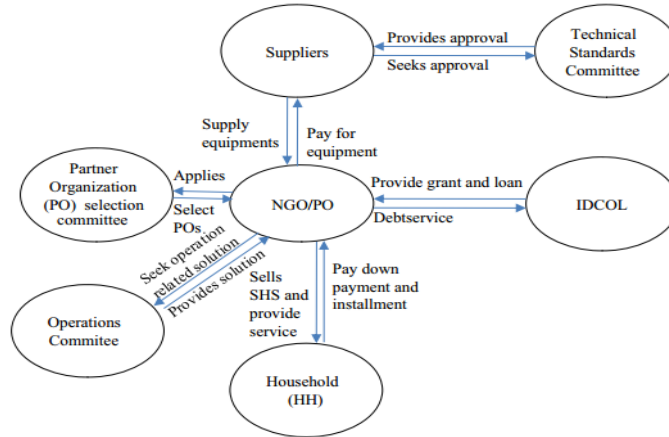 Suppliers
Provides approval
Seeks approval
Technical
Standards
Committee
Supply
equipments
Pay for
equipment
Partner
Organization
(PO) selection
committee
Applies
Select
POs
NGO/PO
Provide grant and loan
Debtservice
IDCOL
Seek operation
related solution
Provides solution
Operations
Commitee
Sells
SHS and
provide
service
Pay down
payment and
installment
Household
(HH)